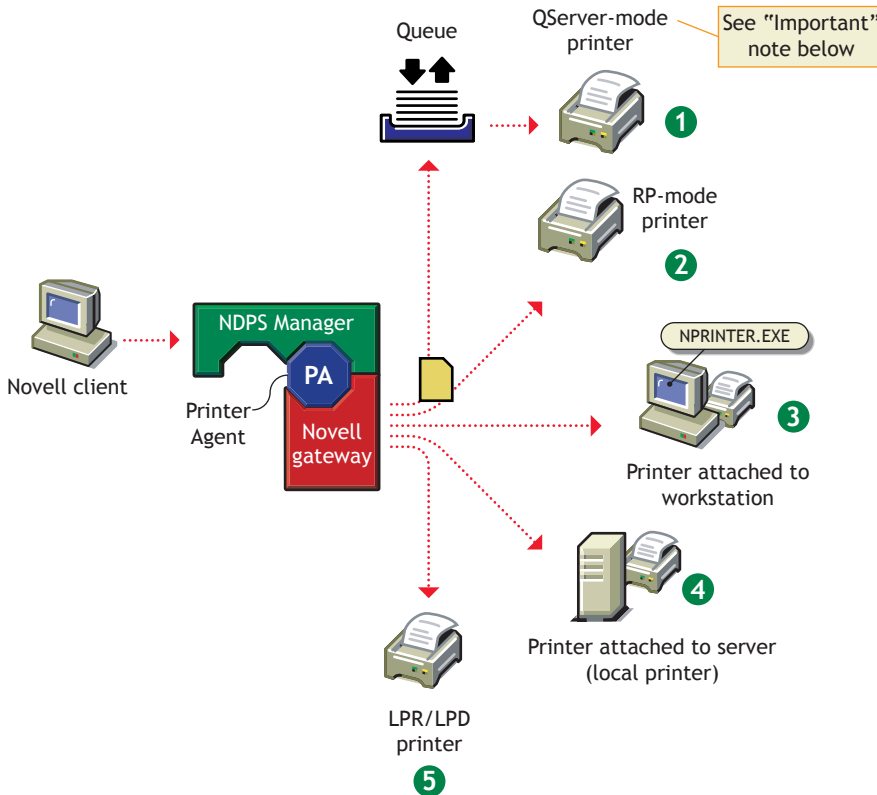 Queue
QServer-mode
printer
See “Important”
note below
1
RP-mode
printer
2
Novell client
NDPS Manager
PA
Printer
Agent
Novell
gateway
NPRINTER.EXE
3
Printer attached to
workstation
4
Printer attached to server
(local printer)
LPR/LPD
printer
5